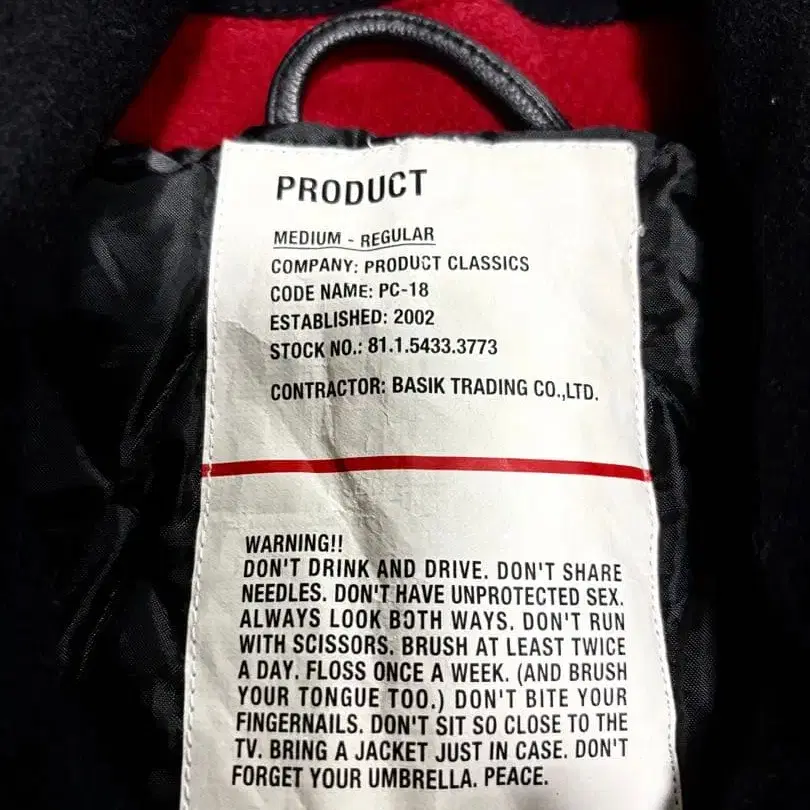 PRODUCT
MEDIUM - REGULAR
COMPANY: PRODUCT CLASSICS
CODE NAME: PC-18
ESTABLISHED: 2002
STOCK NO.: 81.1.5433.3773
CONTRACTOR: BASIK TRADING CO.,LTD.
WARNING!!
DON'T DRINK AND DRIVE. DON'T SHARE
NEEDLES. DON'T HAVE UNPROTECTED SEX.
ALWAYS LOOK BOTH WAYS. DON'T RUN
WITH SCISSORS. BRUSH AT LEAST TWICE
A DAY. FLOSS ONCE A WEEK. (AND BRUSH
YOUR TONGUE TOO.) DON'T BITE YOUR
FINGERNAILS. DON'T SIT SO CLOSE TO THE
TV. BRING A JACKET JUST IN CASE. DON'T
FORGET YOUR UMBRELLA. PEACE.